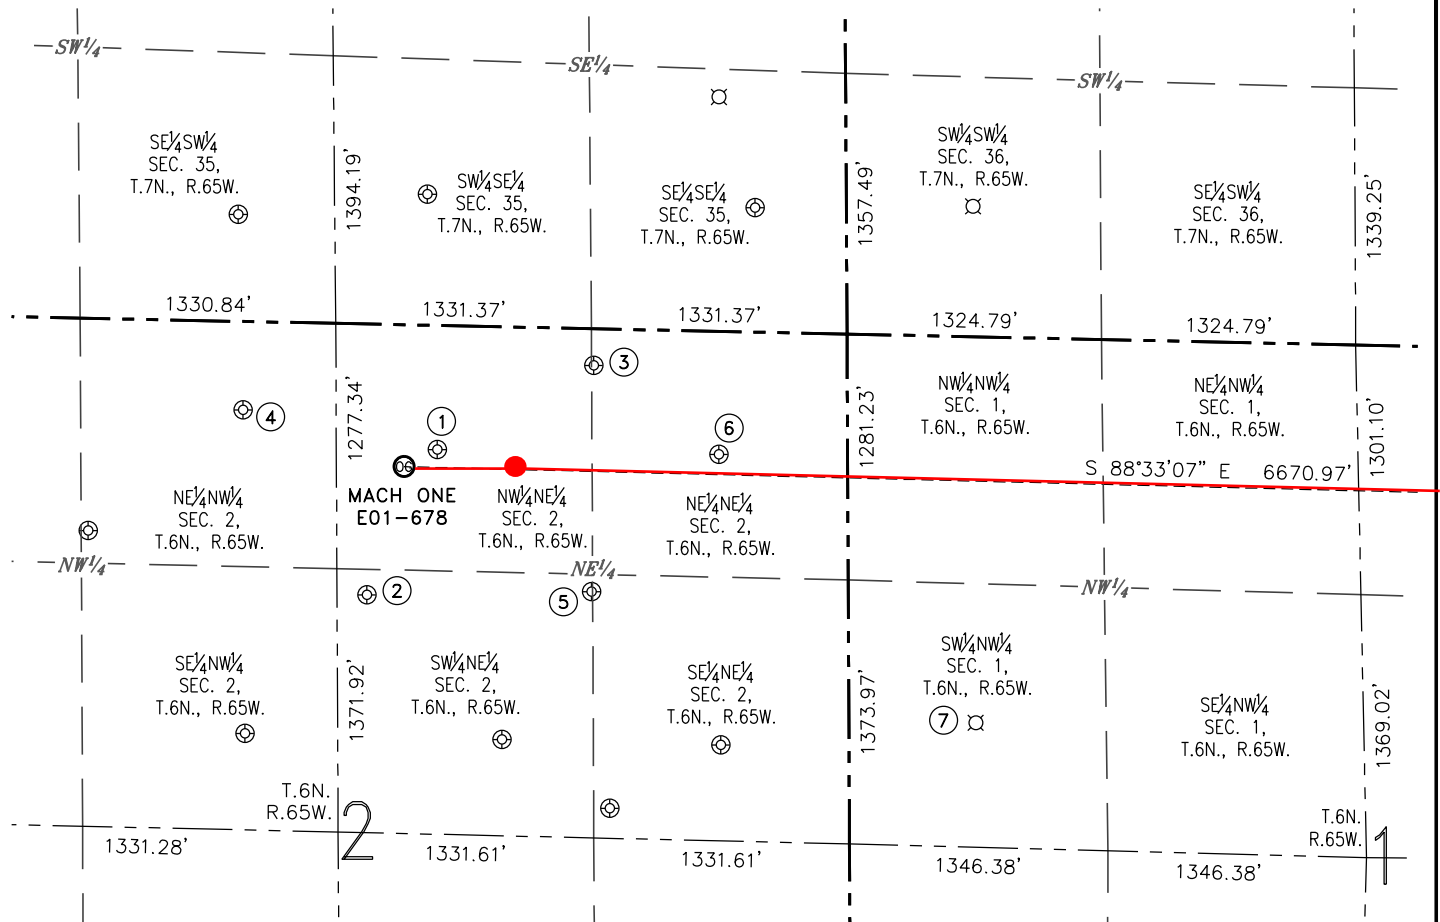 SW¼
SE¼
SW¼
SE¼SW¼
SEC. 35,
T.7N., R.65W.
1394.19'
SW¼SE¼
SEC. 35,
T.7N., R.65W.
SE¼SE¼
SEC. 35,
T.7N., R.65W.
1357.49'
SW¼SW¼
SEC. 36,
T.7N., R.65W.
SE¼SW¼
SEC. 36,
T.7N., R.65W.
1339.25'
1330.84'
1331.37'
1331.37'
1324.79'
1324.79'
3
4
1277.34'
1
6
1281.23'
NW¼NW¼
SEC. 1,
T.6N., R.65W.
NE¼NW¼
SEC. 1,
T.6N., R.65W.
1301.10'
06
S 88°33'07" E 6670.97'
MACH ONE
E01-678
NE¼NW¼
SEC. 2,
T.6N., R.65W.
NW¼NE¼
SEC. 2,
T.6N., R.65W.
NE¼NE¼
SEC. 2,
T.6N., R.65W.
NW¼
NE¼
NW¼
2
5
SE¼NW¼
SEC. 2,
T.6N., R.65W.
1371.92'
SW¼NE¼
SEC. 2,
T.6N., R.65W.
SE¼NE¼
SEC. 2,
T.6N., R.65W.
1373.97'
SW¼NW¼
SEC. 1,
T.6N., R.65W.
7
SE¼NW¼
SEC. 1,
T.6N., R.65W.
1369.02'
T.6N.
R.65W.
2
T.6N.
R.65W.
1
1331.28'
1331.61'
1331.61'
1346.38'
1346.38'